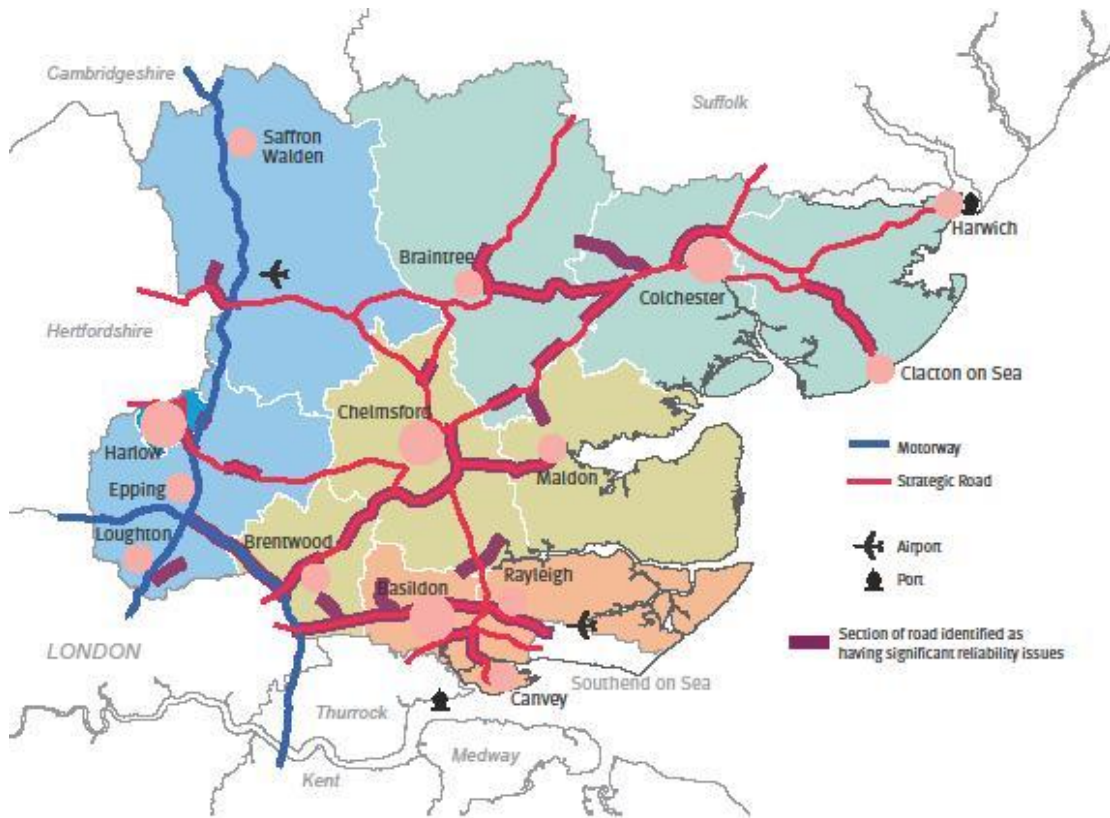 Cambridgeshire
Suffolk
Saffron
Walden
Harwich
Braintree
Colchester
Hertfordshire
Clacton on Sea
Chelmsford
Harlow
Maldon
Motorway
Epping
Strategic Road
Loughton
Brentwood
Airport
Rayleigh
Basildon
Port
Section of road identified as
having significant reliability issues
LONDON
Southend on Sea
Canvey
Thurrock
Medway
Kent